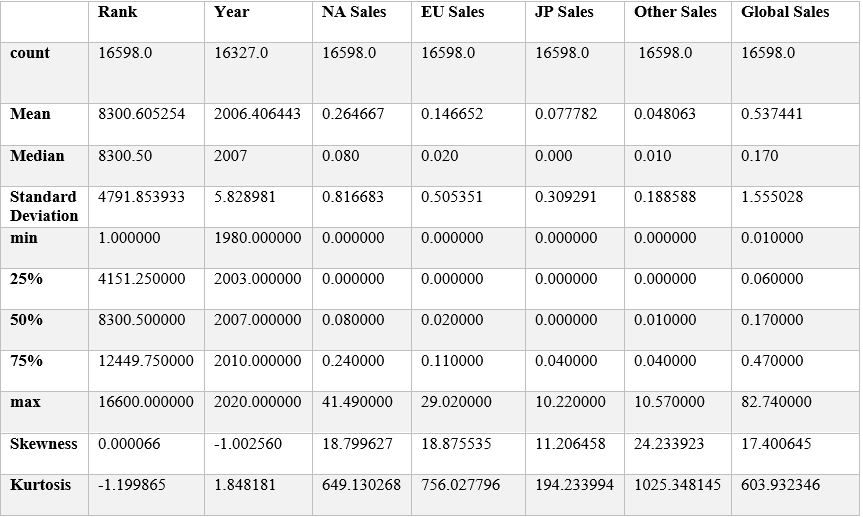 Rank Year NA Sales EU Sales JP Sales Other Sales Global Sales
count 16598.0 16327.0 16598.0 16598.0 16598.0 16598.0 16598.0
Mean 8300.605254 2006.406443 0.264667 0.146652 0.077782 0.048063 0.537441
Median 8300.50 2007 0.080 0.020 0.000 0.010 0.170
Standard Deviation 4791.853933 5.828981 0.816683 0.505351 0.309291 0.188588 1.555028
min 1.000000 1980.000000 0.000000 0.000000 0.000000 0.000000 0.010000
25% 4151.250000 2003.000000 0.000000 0.000000 0.000000 0.000000 0.060000
50% 8300.500000 2007.000000 0.080000 0.020000 0.000000 0.010000 0.170000
75% 12449.750000 2010.000000 0.240000 0.110000 0.040000 0.040000 0.470000
max 16600.000000 2020.000000 41.490000 29.020000 10.220000 10.570000 82.740000
Skewness 0.000066 -1.002560 18.799627 18.875535 11.206458 24.233923 17.400645
Kurtosis -1.199865 1.848181 649.130268 756.027796 194.233994 1025.348145 603.932346